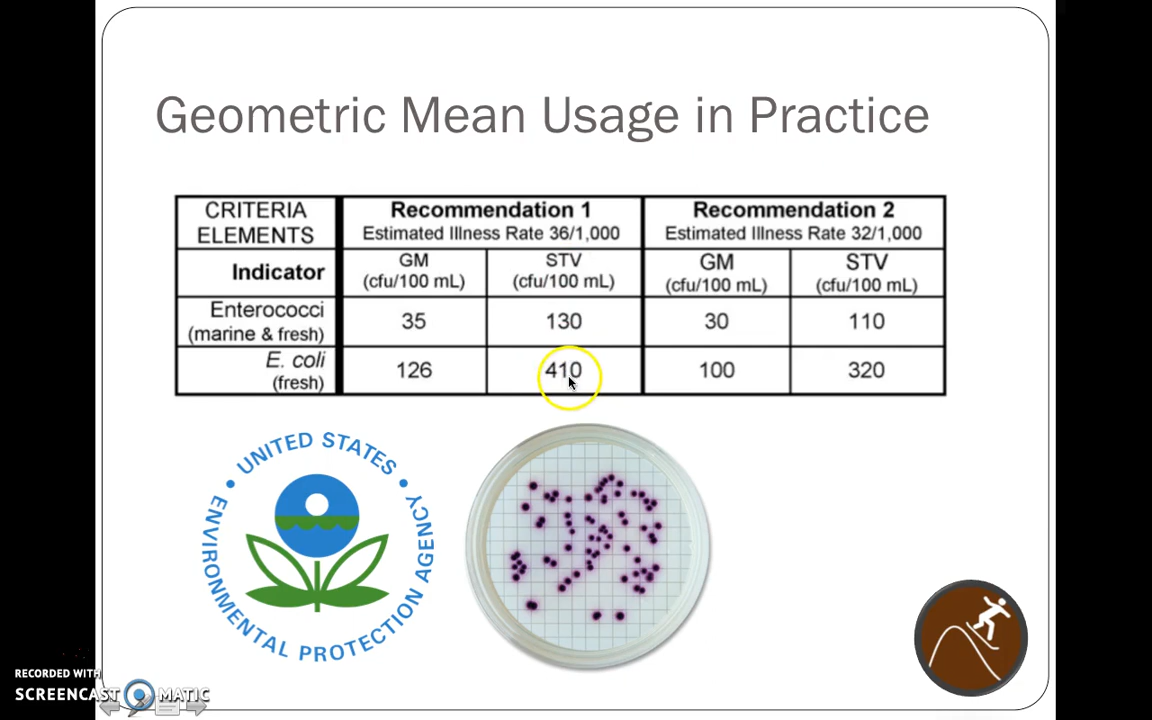 Geometric Mean Usage in Practice
CRITERIA ELEMENTS
Recommendation 1
Estimated Illness Rate 36/1,000
Recommendation 2
Estimated Illness Rate 32/1,000
Indicator
GM
(cfu/100 mL)
STV
(cfu/100 mL)
GM
(cfu/100 mL)
STV
(cfu/100 mL)
Enterococci
(marine & fresh)
35
130
30
110
E. coli
(fresh)
126
410
100
320
UNITED STATES
ENVIRONMENTAL PROTECTION AGENCY
RECORDED WITH
SCREENCAST MATIC